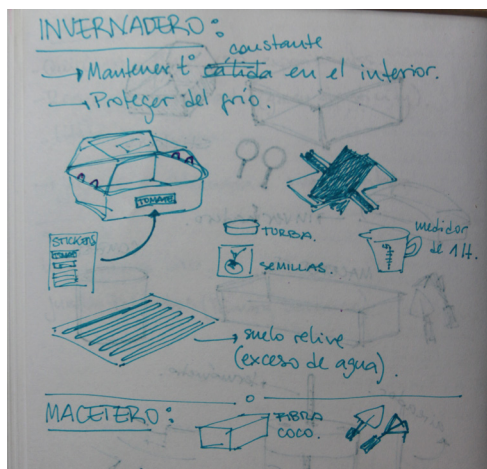 INVERNADERO:
constante
→ Mantener tº cálida en el interior.
→ Proteger del frío.
TOMATE
STICKERS
TOMATE
TURBA.
SEMILLAS.
medidor
de 1 lt.
→ suelo relive
(exceso de agua).
MACETERO:
FIBRA
COCO.